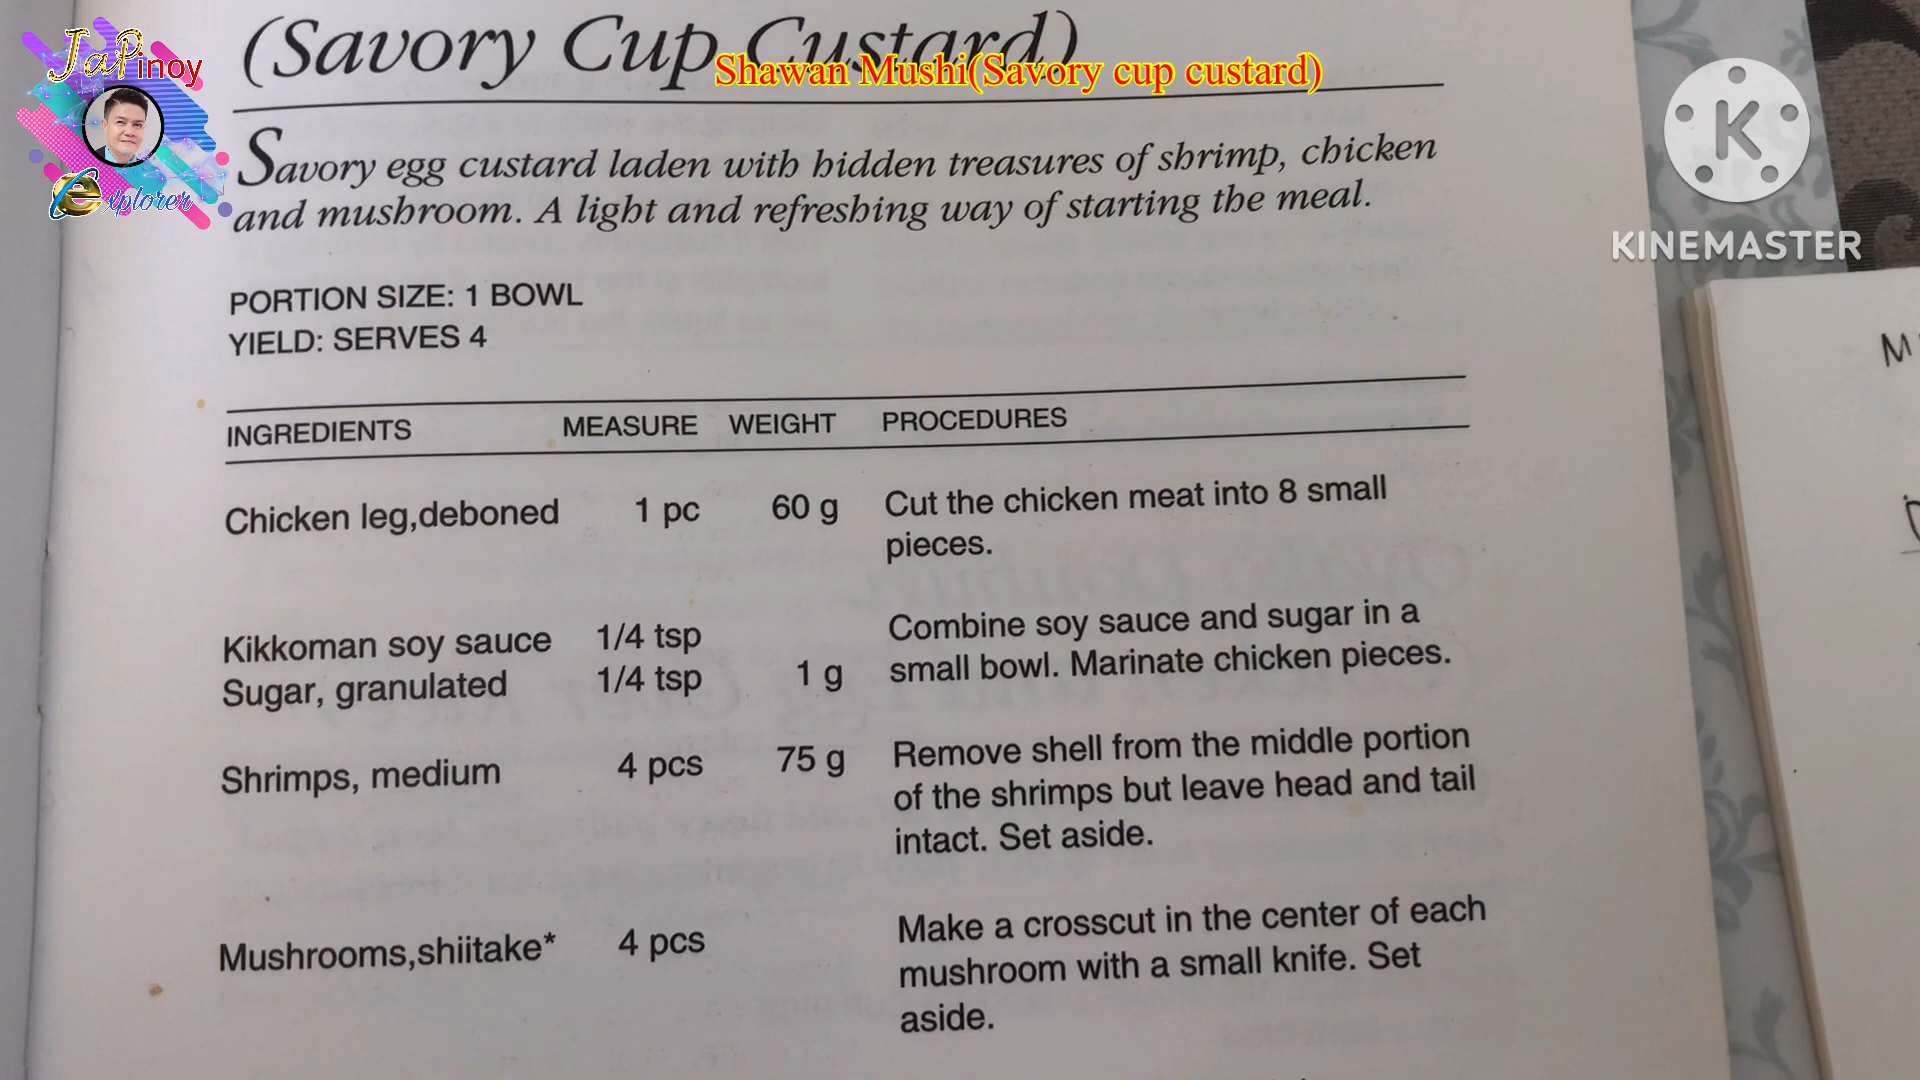 JaPinoy
Explorer
(Savory Cup Custard)
Shawan Mushi(Savory cup custard)
KINEMASTER
K
Savory egg custard laden with hidden treasures of shrimp, chicken
and mushroom. A light and refreshing way of starting the meal.
PORTION SIZE: 1 BOWL
YIELD: SERVES 4
INGREDIENTS MEASURE WEIGHT PROCEDURES
Chicken leg,deboned 1 pc 60 g Cut the chicken meat into 8 small
pieces.
Kikkoman soy sauce 1/4 tsp Combine soy sauce and sugar in a
Sugar, granulated 1/4 tsp 1 g small bowl. Marinate chicken pieces.
Shrimps, medium 4 pcs 75 g Remove shell from the middle portion
of the shrimps but leave head and tail
intact. Set aside.
Mushrooms,shiitake* 4 pcs Make a crosscut in the center of each
mushroom with a small knife. Set
aside.